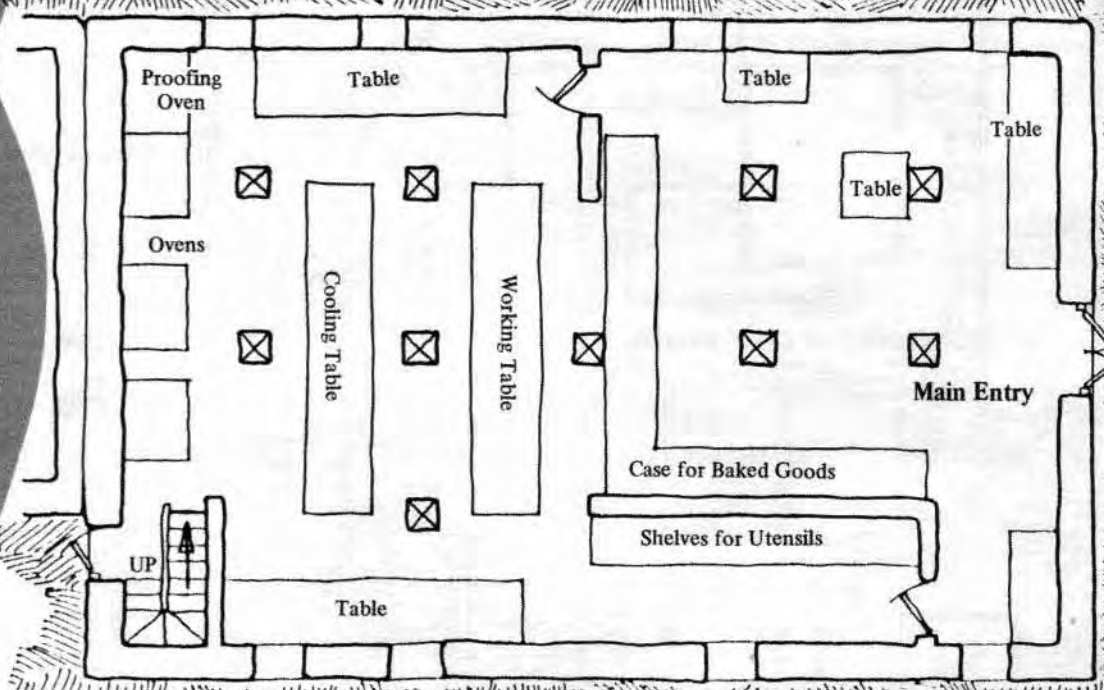 Proofing
Oven
Table
Table
Table
Table
Ovens
Cooling Table
Working Table
Main Entry
Case for Baked Goods
Shelves for Utensils
UP
Table